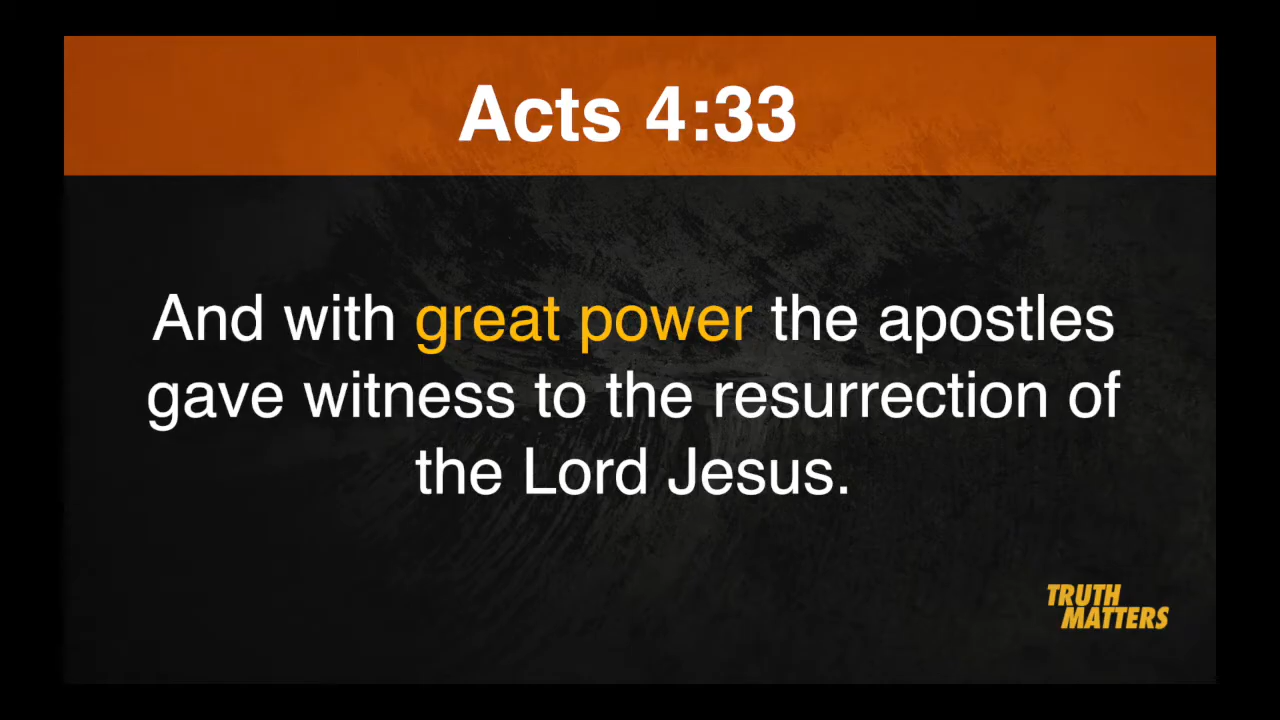 Acts 4:33
And with great power the apostles
gave witness to the resurrection of
the Lord Jesus.
TRUTH
MATTERS